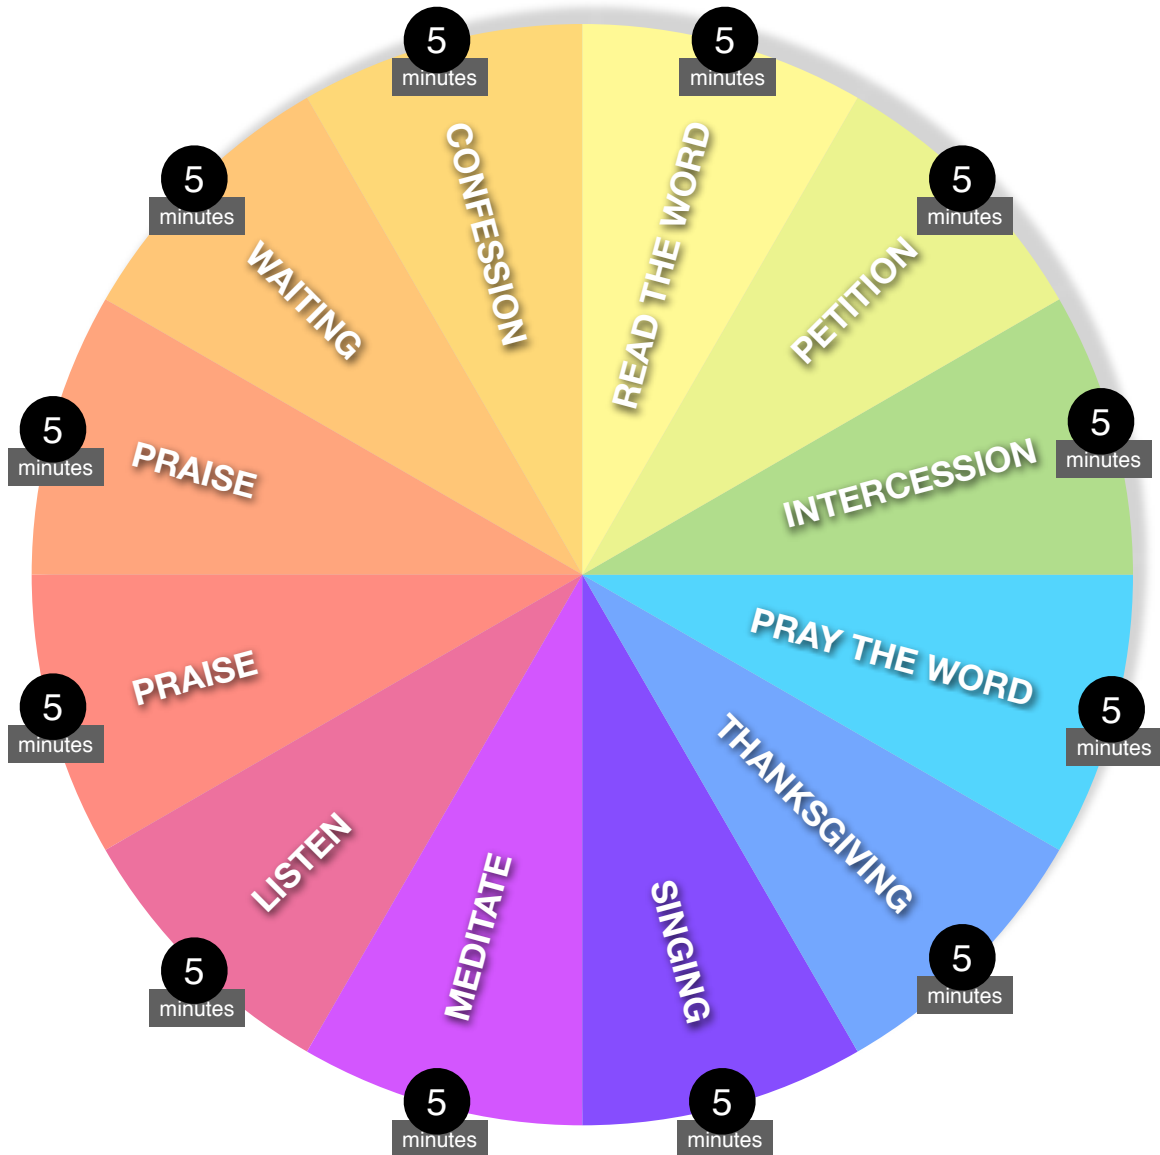 5
minutes
READ THE WORD
5
minutes
PETITION
5
minutes
INTERCESSION
5
minutes
PRAY THE WORD
5
minutes
THANKSGIVING
5
minutes
SINGING
5
minutes
MEDITATE
5
minutes
LISTEN
5
minutes
PRAISE
5
minutes
PRAISE
5
minutes
WAITING
5
minutes
CONFESSION